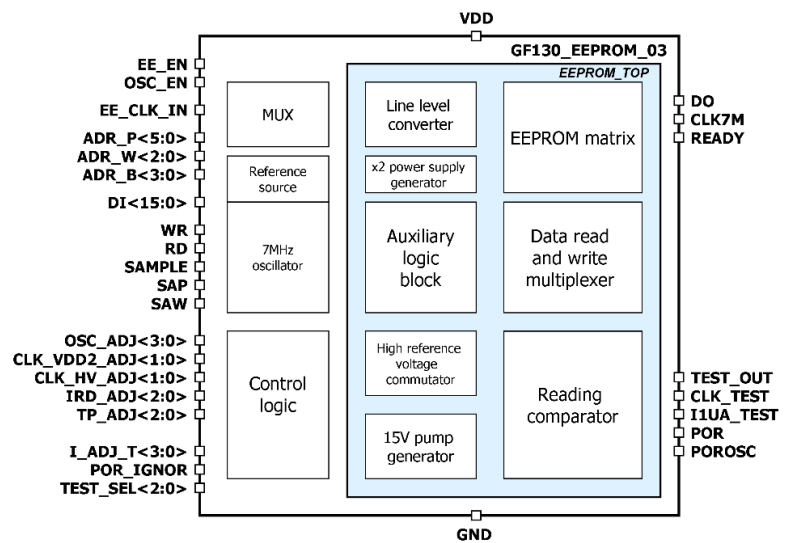 VDD
GF130_EEPROM_03
EE_EN
OSC_EN
EE_CLK_IN
ADR_P<5:0>
ADR_W<2:0>
ADR_B<3:0>
DI<15:0>
WR
RD
SAMPLE
SAP
SAW
OSC_ADJ<3:0>
CLK_VDD2_ADJ<1:0>
CLK_HV_ADJ<1:0>
IRD_ADJ<2:0>
TP_ADJ<2:0>
I_ADJ_T<3:0>
POR_IGNOR
TEST_SEL<2:0>
MUX
Reference
source
7MHz
oscillator
Control
logic
EEPROM_TOP
Line level
converter
x2 power supply
generator
Auxiliary
logic
block
High reference
voltage
commutator
15V pump
generator
EEPROM matrix
Data read
and write
multiplexer
Reading
comparator
DO
CLK7M
READY
TEST_OUT
CLK_TEST
I1UA_TEST
POR
POROSC
GND